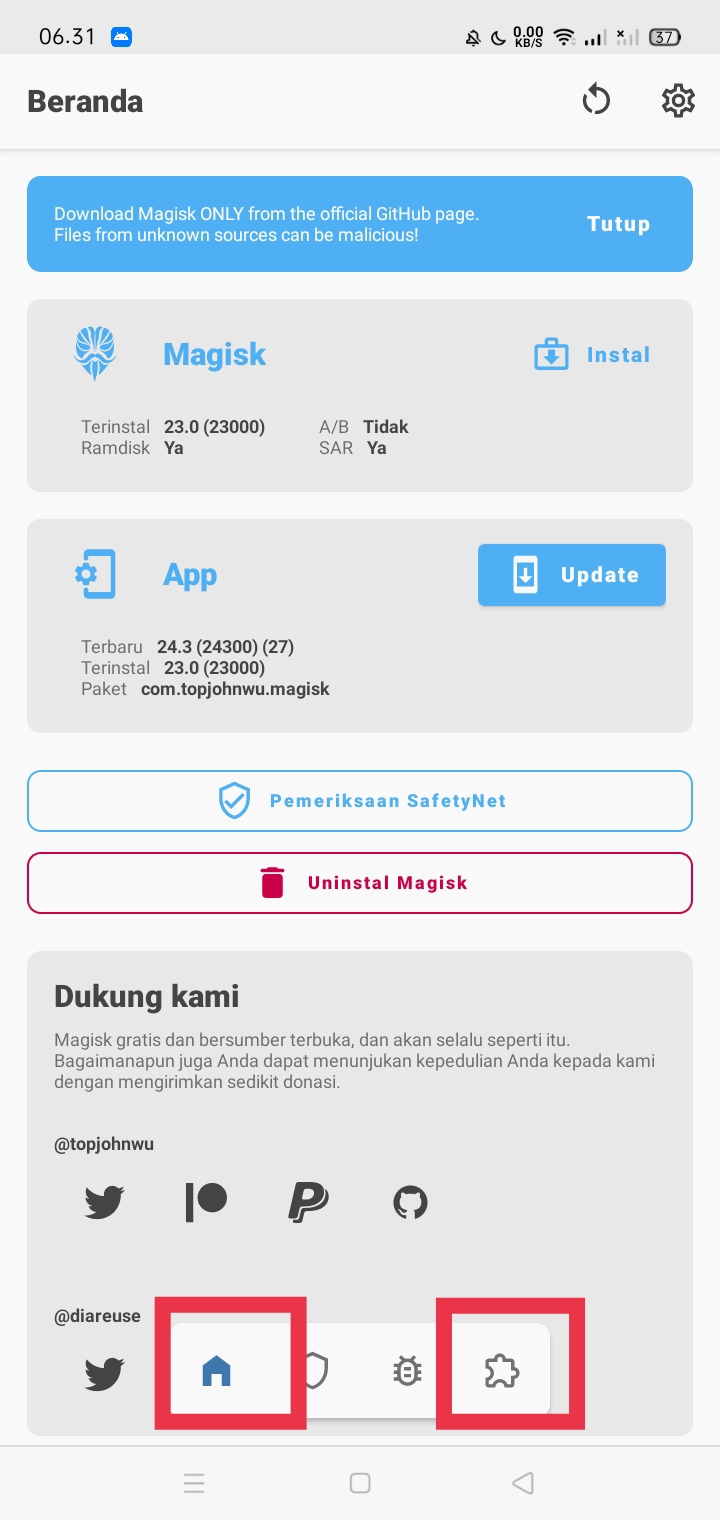 06.31
0.00 KB/S
37
Beranda
Download Magisk ONLY from the official GitHub page.
Files from unknown sources can be malicious!
Tutup
Magisk
Instal
Terinstal 23.0 (23000) A/B Tidak
Ramdisk Ya SAR Ya
App
Update
Terbaru 24.3 (24300) (27)
Terinstal 23.0 (23000)
Paket com.topjohnwu.magisk
Pemeriksaan SafetyNet
Uninstal Magisk
Dukung kami
Magisk gratis dan bersumber terbuka, dan akan selalu seperti itu.
Bagaimanapun juga Anda dapat menunjukan kepedulian Anda kepada kami
dengan mengirimkan sedikit donasi.
@topjohnwu
@diareuse